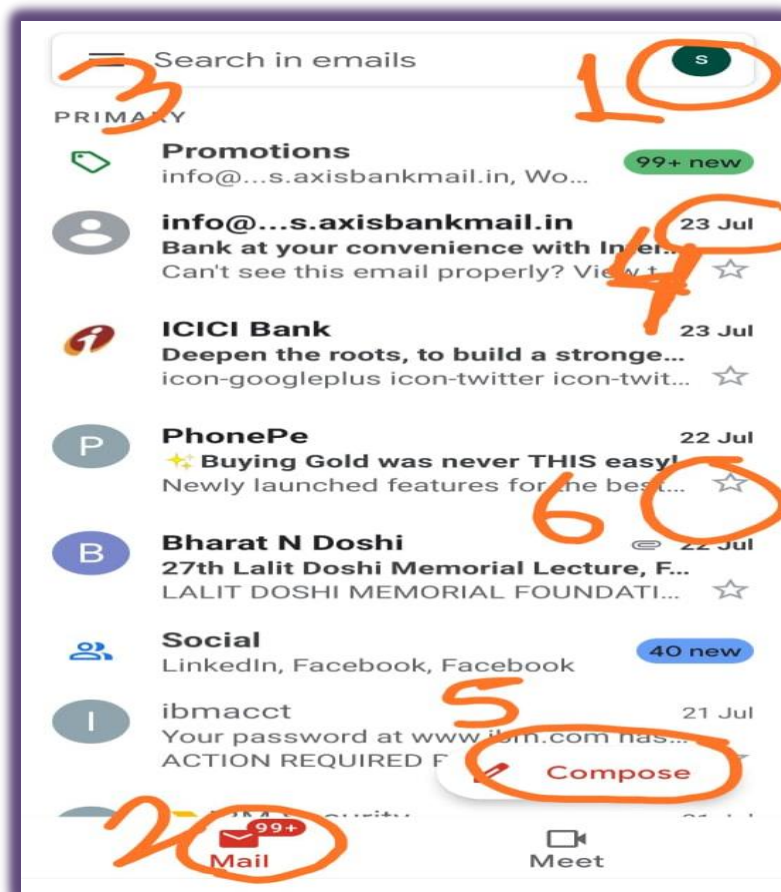 Search in emails
s
1
3
PRIMARY
Promotions
info@...s.axisbankmail.in, Wo...
99+ new
info@...s.axisbankmail.in
23 Jul
Bank at your convenience with Inter...
Can't see this email properly? View t...
4
ICICI Bank
23 Jul
Deepen the roots, to build a stronge...
icon-googleplus icon-twitter icon-twit...
P
PhonePe
22 Jul
✨ Buying Gold was never THIS easy!
Newly launched features for the best...
6
B
Bharat N Doshi
22 Jul
27th Lalit Doshi Memorial Lecture, F...
LALIT DOSHI MEMORIAL FOUNDATI...
Social
LinkedIn, Facebook, Facebook
40 new
5
I
ibmacct
21 Jul
Your password at www.ibm.com has...
ACTION REQUIRED
Compose
2
99+
Mail
Meet